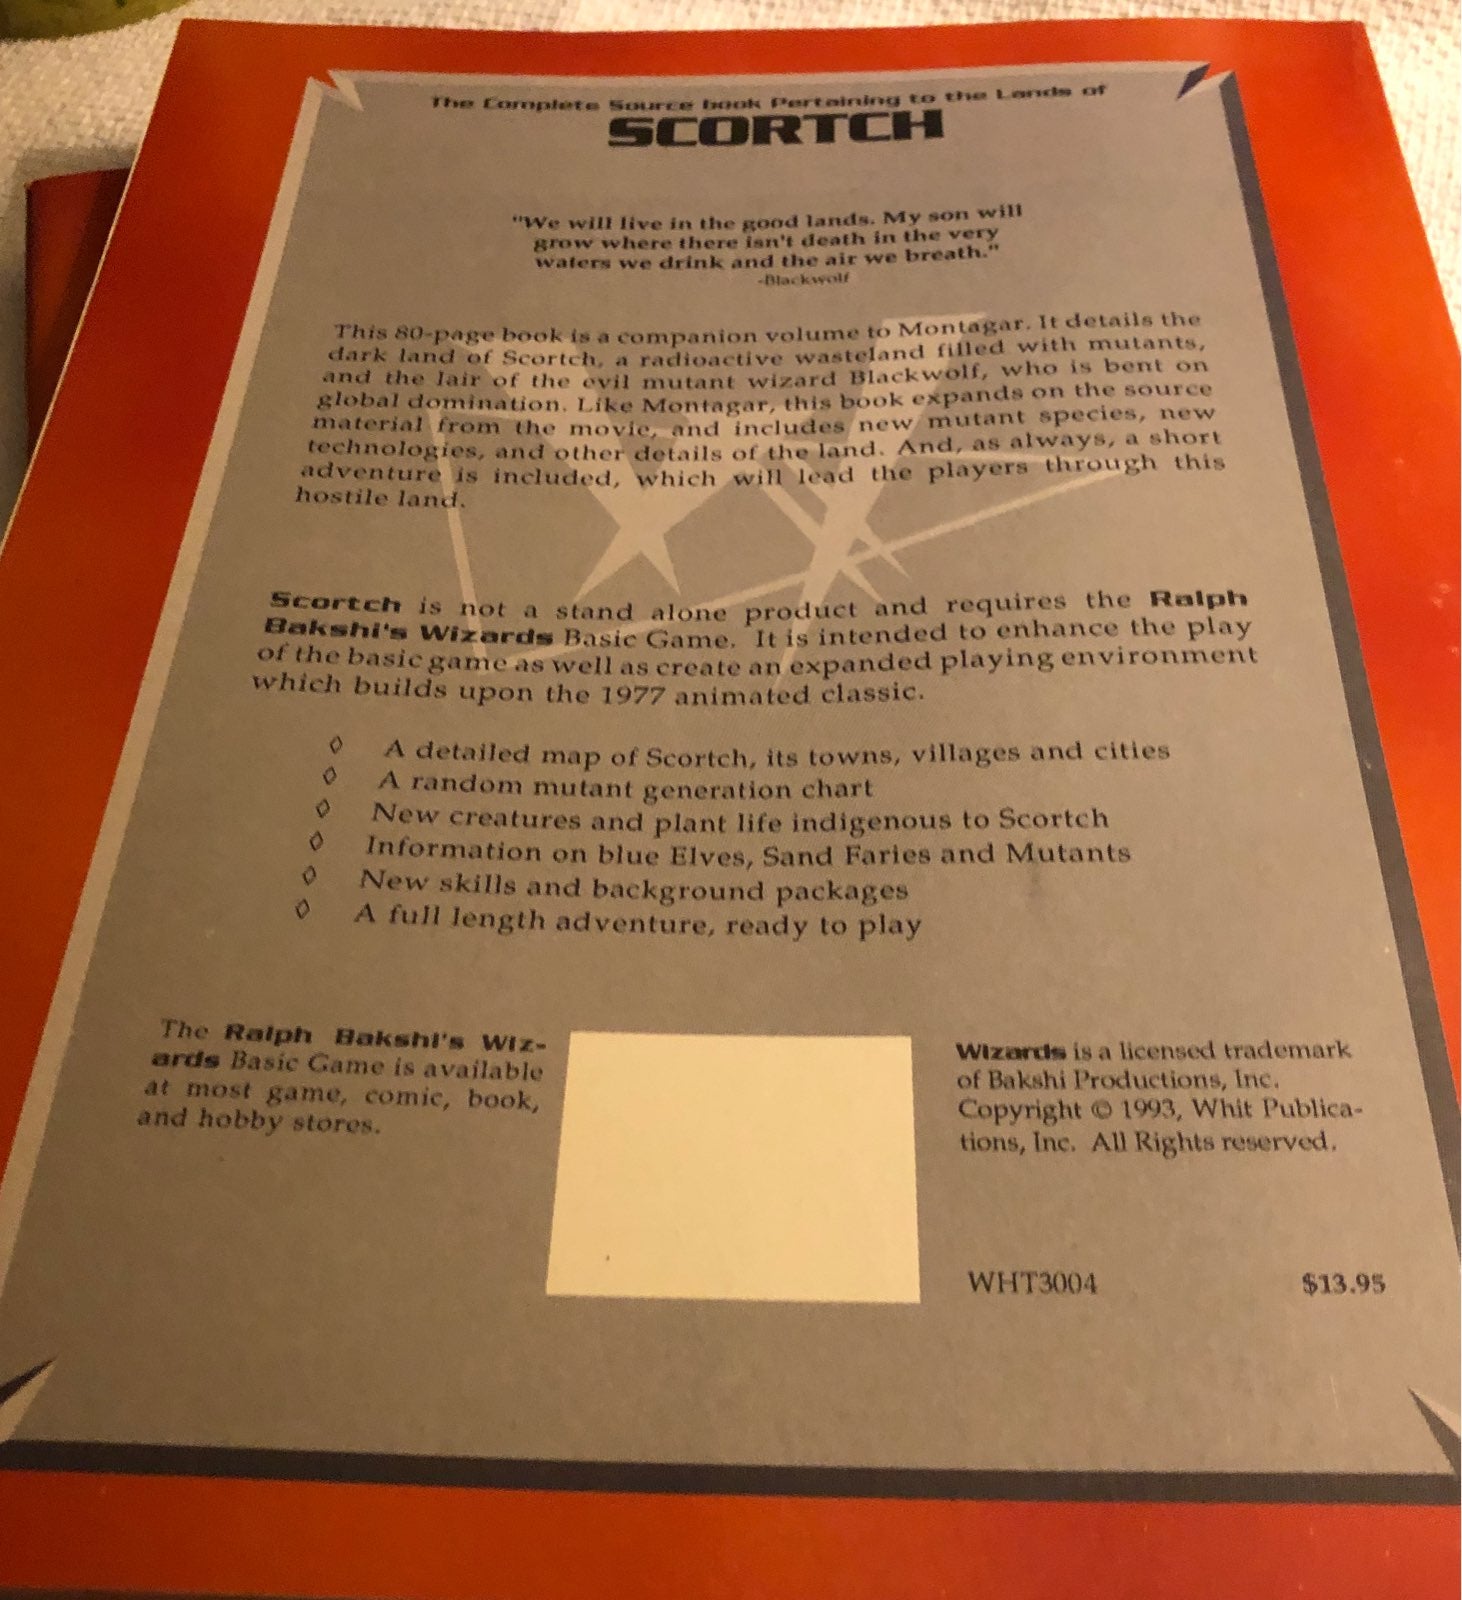 The Complete Source book Pertaining to the Lands of
SCORTCH
"We will live in the good lands. My son will
grow where there isn't death in the very
waters we drink and the air we breath."
-Blackwolf
This 80-page book is a companion volume to Montagar. It details the
dark land of Scortch, a radioactive wasteland filled with mutants,
and the lair of the evil mutant wizard Blackwolf, who is bent on
global domination. Like Montagar, this book expands on the source
material from the movie, and includes new mutant species, new
technologies, and other details of the land. And, as always, a short
adventure is included, which will lead the players through this
hostile land.
Scortch is not a stand alone product and requires the Ralph
Bakshi's Wizards Basic Game. It is intended to enhance the play
of the basic game as well as create an expanded playing environment
which builds upon the 1977 animated classic.
◊ A detailed map of Scortch, its towns, villages and cities
◊ A random mutant generation chart
◊ New creatures and plant life indigenous to Scortch
◊ Information on blue Elves, Sand Faries and Mutants
◊ New skills and background packages
◊ A full length adventure, ready to play
The Ralph Bakshi's Wiz-
ards Basic Game is available
at most game, comic, book,
and hobby stores.
Wizards is a licensed trademark
of Bakshi Productions, Inc.
Copyright © 1993, Whit Publica-
tions, Inc. All Rights reserved.
WHT3004 $13.95